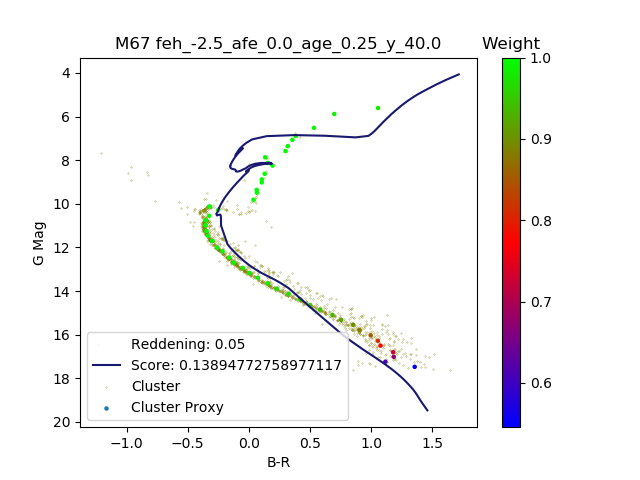 M67 feh_-2.5_afe_0.0_age_0.25_y_40.0
Weight
4
6
8
10
12
14
16
18
20
G Mag
−1.0
−0.5
0.0
0.5
1.0
1.5
B-R
Reddening: 0.05
Score: 0.13894772758977117
Cluster
Cluster Proxy
1.0
0.9
0.8
0.7
0.6